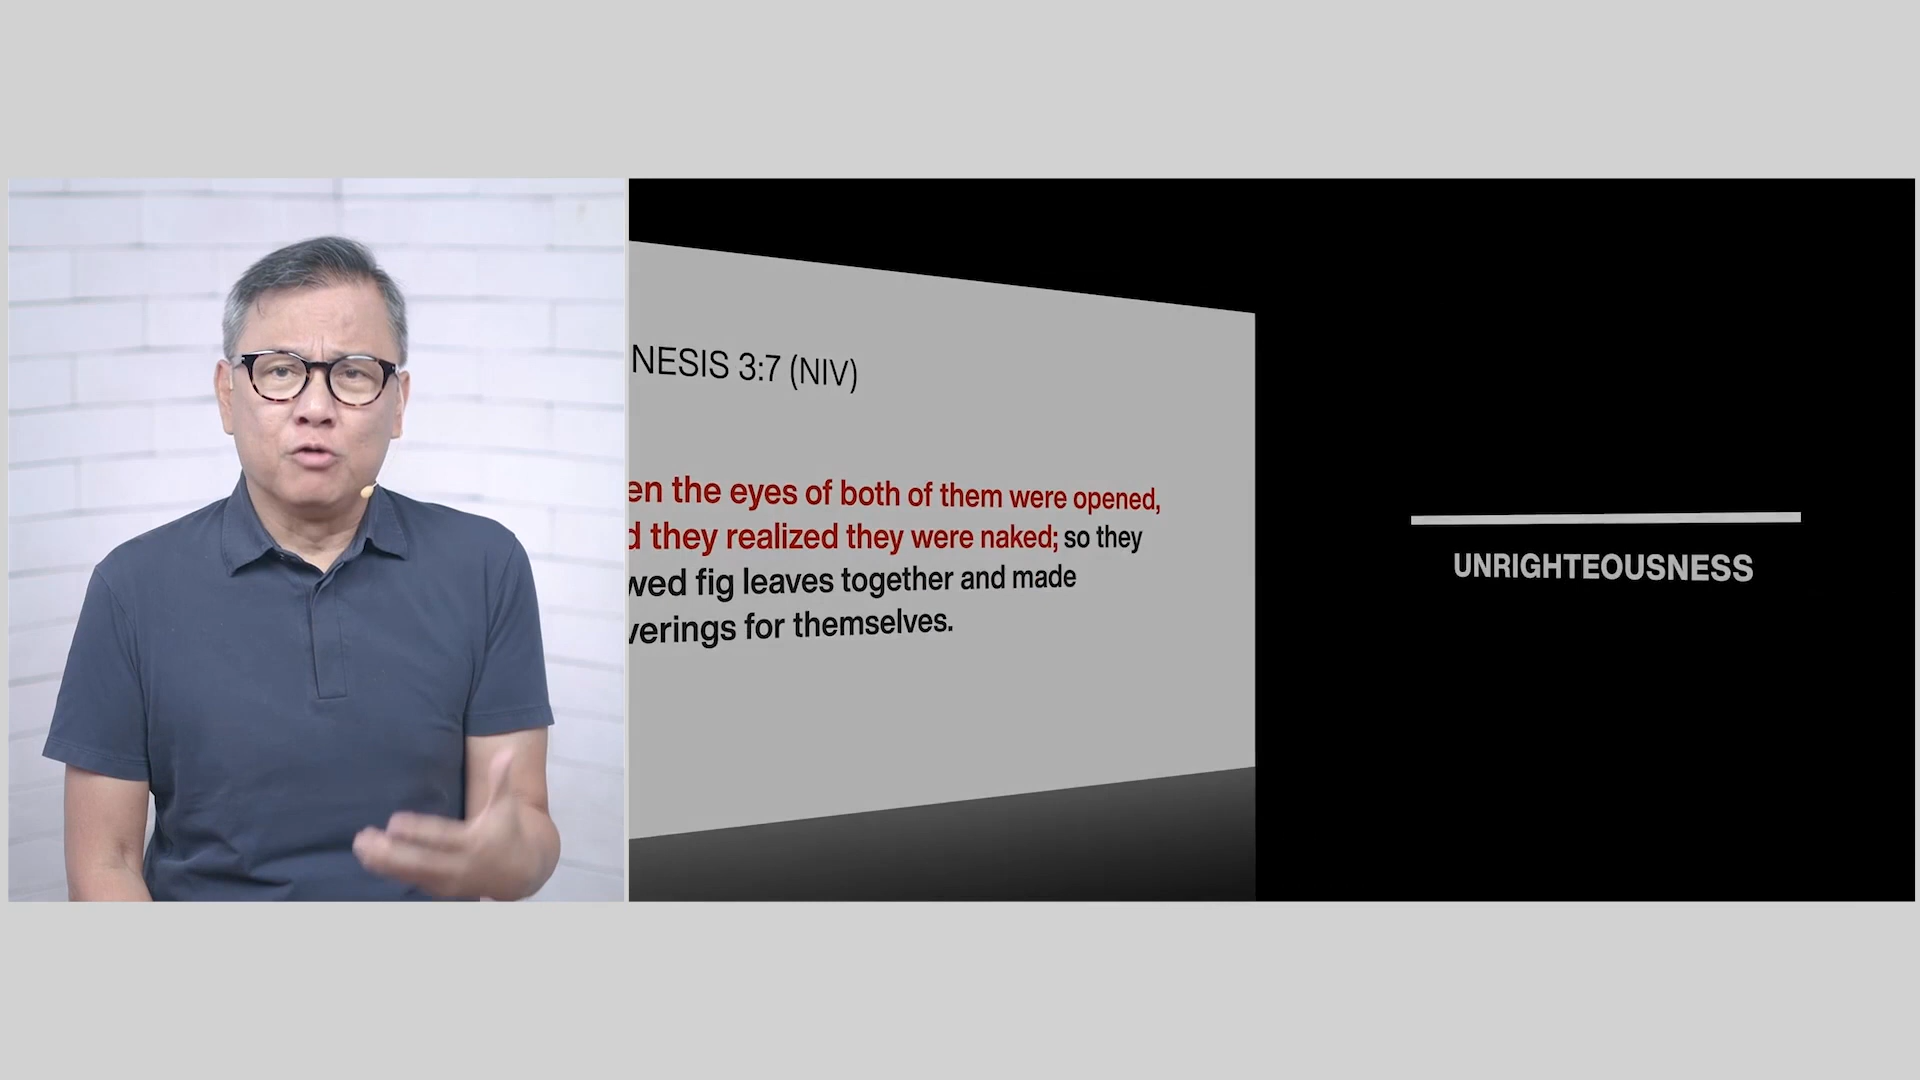 NESIS 3:7 (NIV)
en the eyes of both of them were opened,
d they realized they were naked; so they
wed fig leaves together and made
verings for themselves.
UNRIGHTEOUSNESS